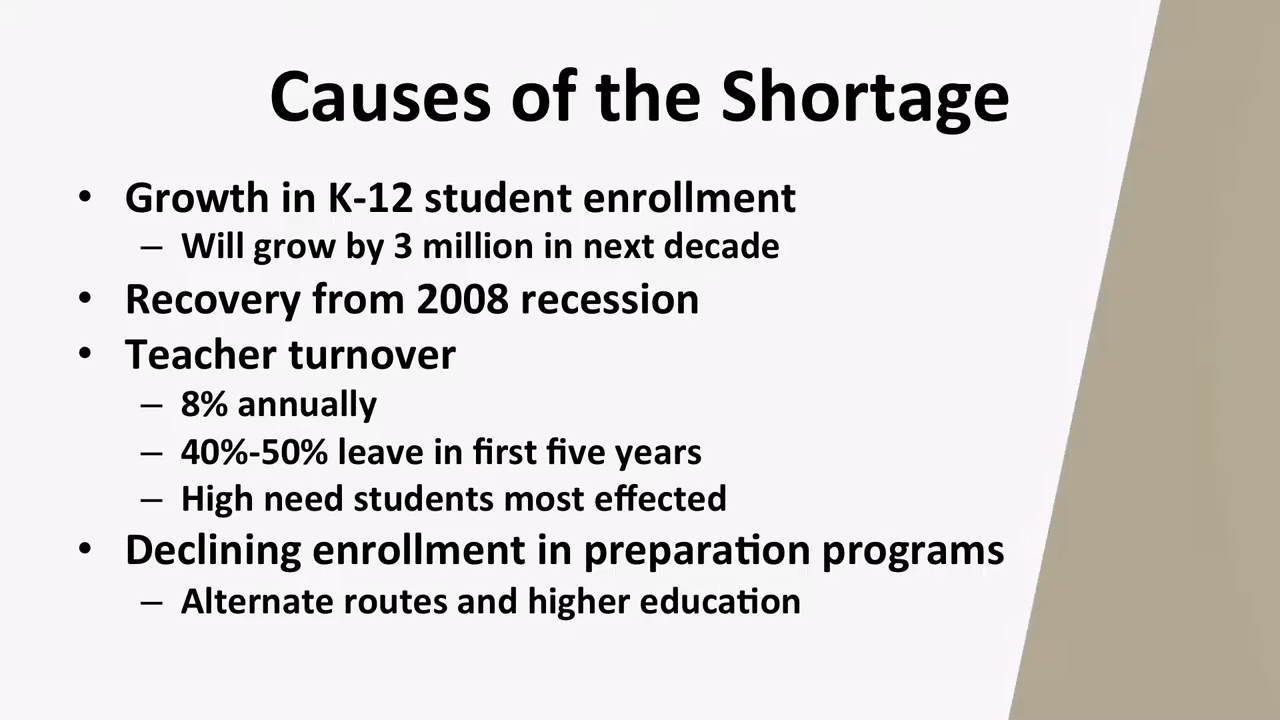 Causes of the Shortage
• Growth in K-12 student enrollment
– Will grow by 3 million in next decade
• Recovery from 2008 recession
• Teacher turnover
– 8% annually
– 40%-50% leave in first five years
– High need students most effected
• Declining enrollment in preparation programs
– Alternate routes and higher education